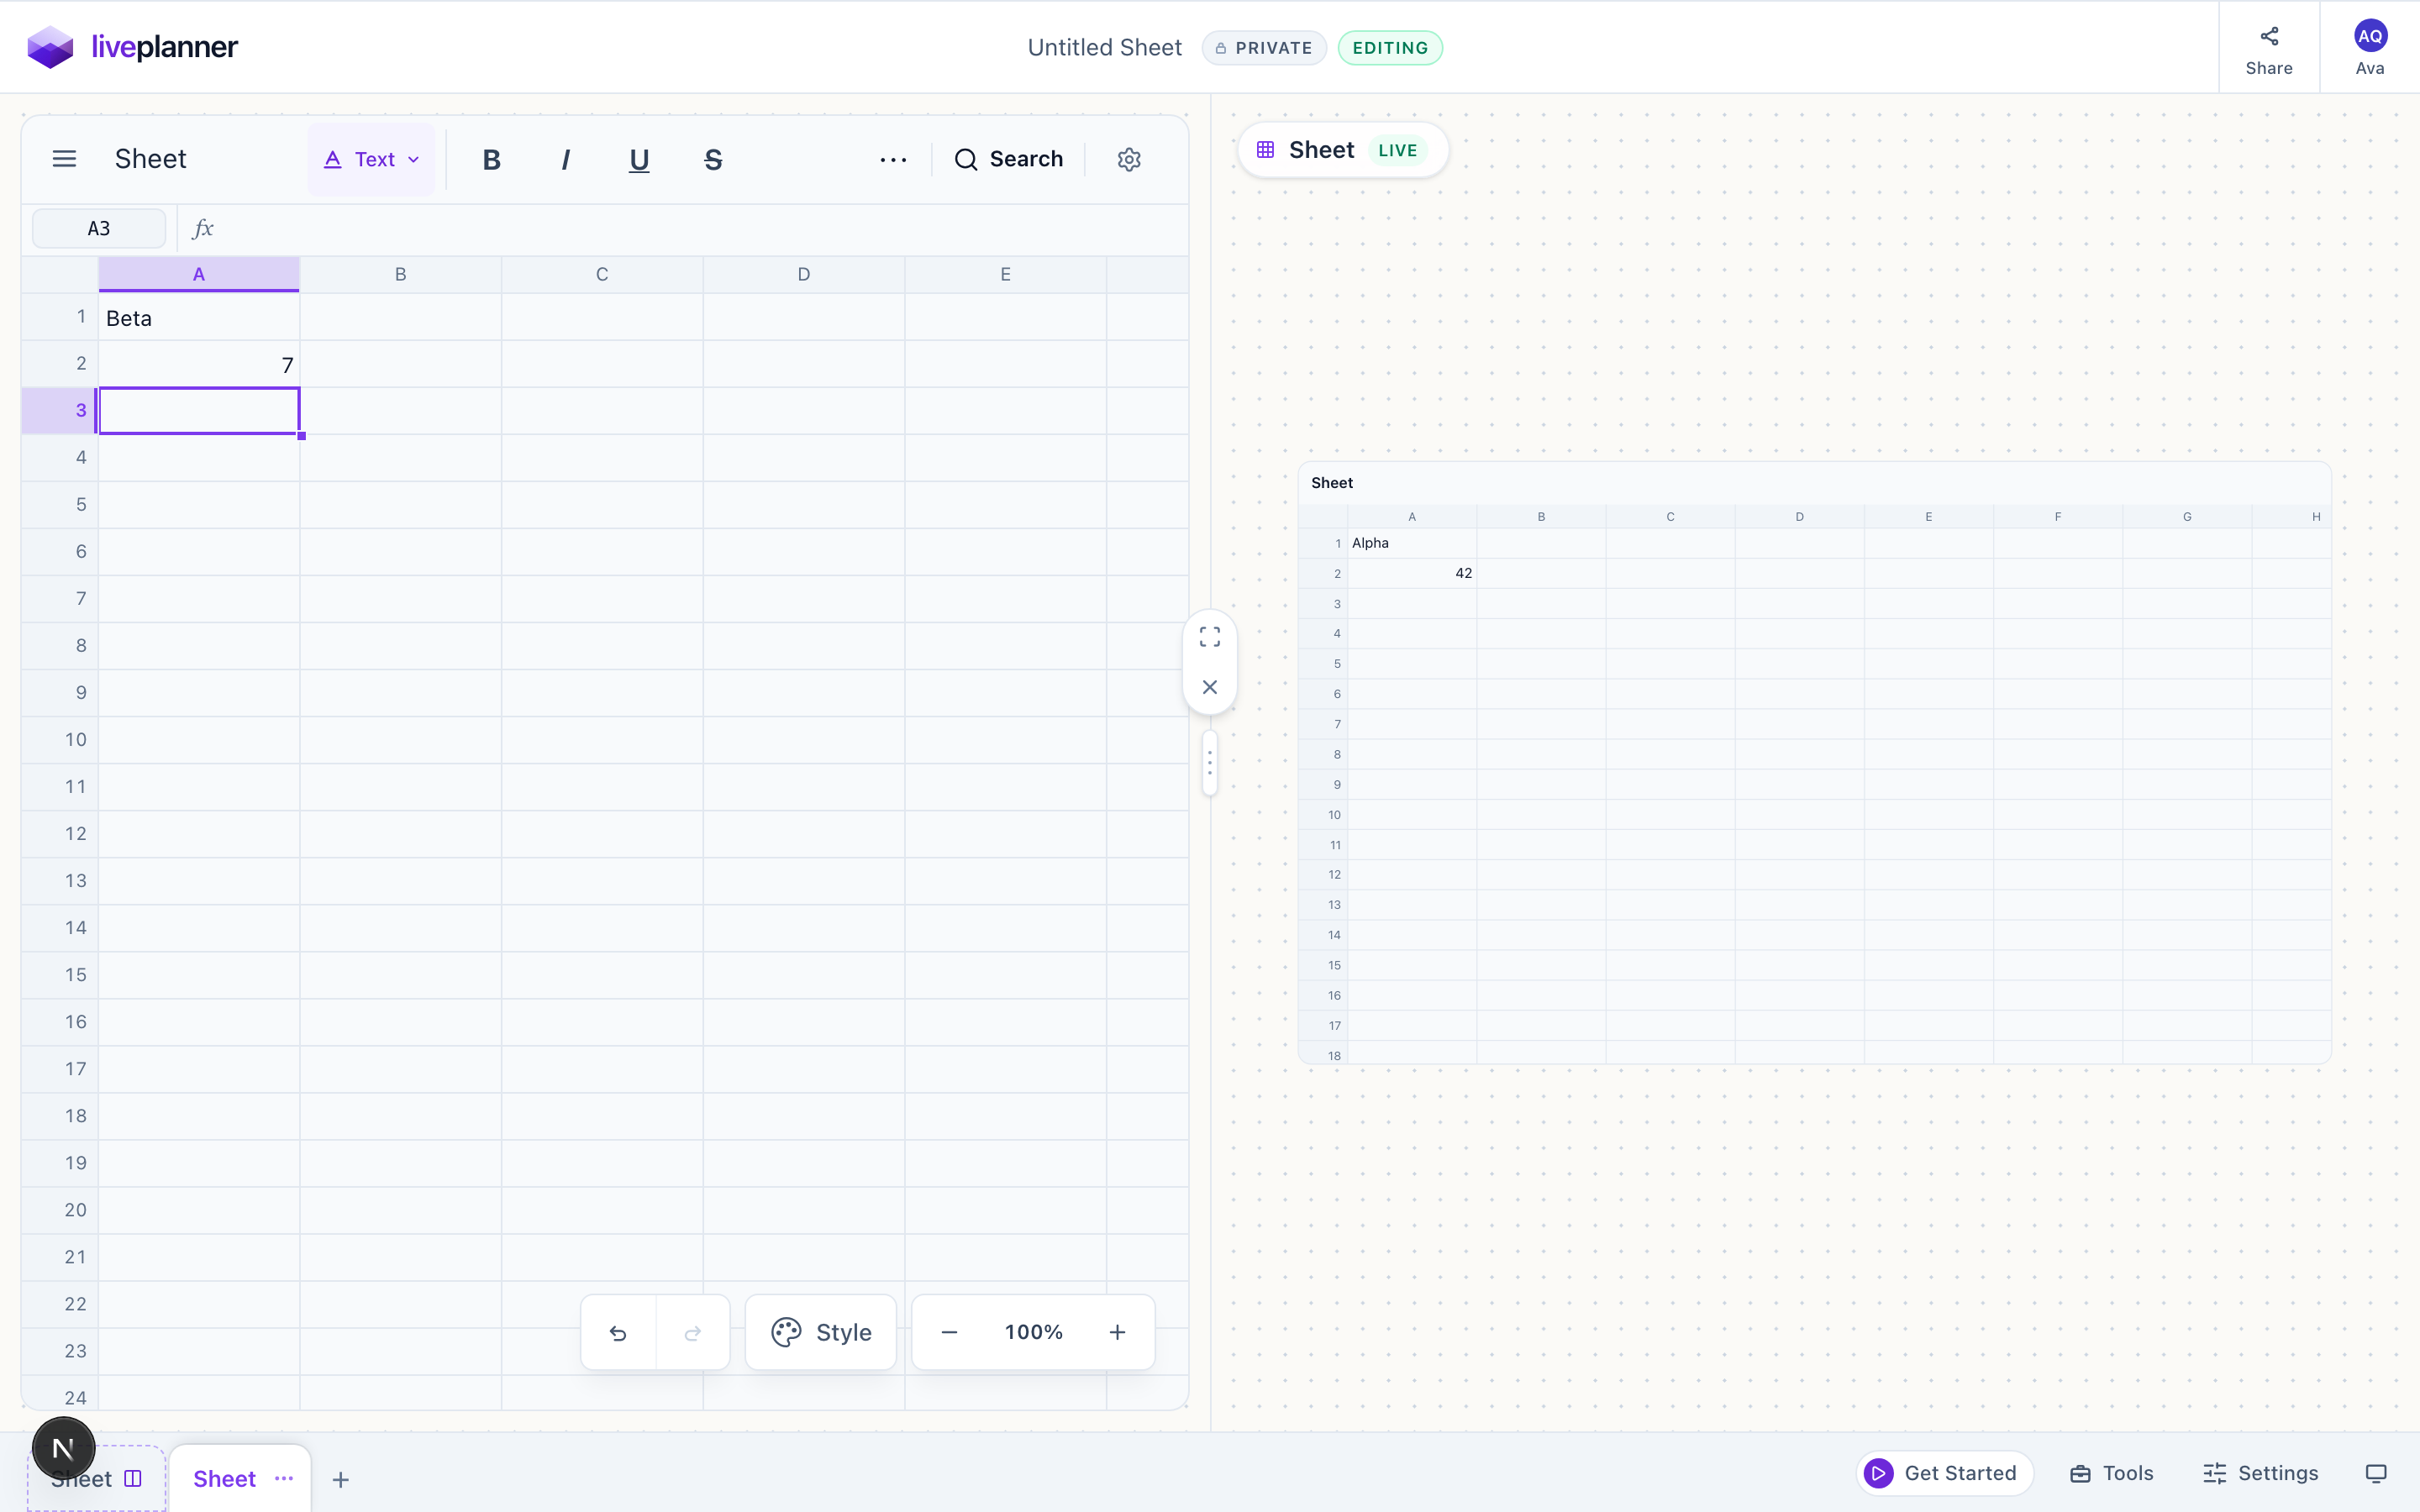 liveplanner
Untitled Sheet PRIVATE EDITING
Share
AQ
Ava
Sheet Text B I U S ... Search
A3 fx
A B C D E
1 Beta
2 7
3
4
5
6
7
8
9
10
11
12
13
14
15
16
17
18
19
20
21
22
23
24
Style 100%
Sheet LIVE
Sheet
A B C D E F G H
1 Alpha
2 42
3
4
5
6
7
8
9
10
11
12
13
14
15
16
17
18
N
Sheet Sheet ... +
Get Started Tools Settings